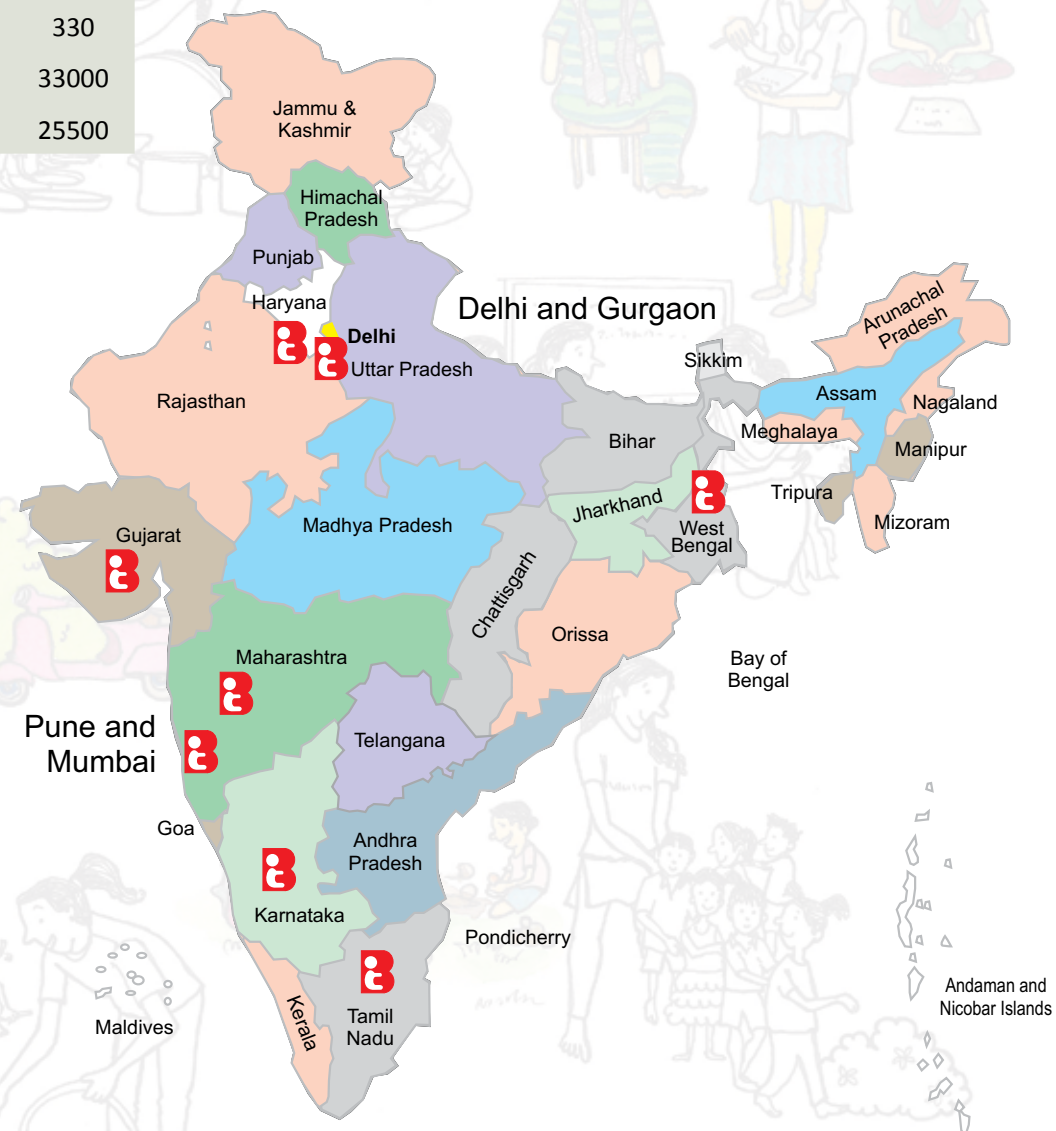 330
33000
25500
Jammu &
Kashmir
Himachal
Pradesh
Punjab
Haryana
Delhi and Gurgaon
Delhi
Uttar Pradesh
Rajasthan
Arunachal
Pradesh
Sikkim
Assam
Nagaland
Meghalaya
Manipur
Bihar
Tripura
Mizoram
Jharkhand
West
Bengal
Gujarat
Madhya Pradesh
Chattisgarh
Orissa
Maharashtra
Bay of
Bengal
Pune and
Mumbai
Telangana
Goa
Andhra
Pradesh
Karnataka
Pondicherry
Andaman and
Nicobar Islands
Kerala
Tamil
Nadu
Maldives